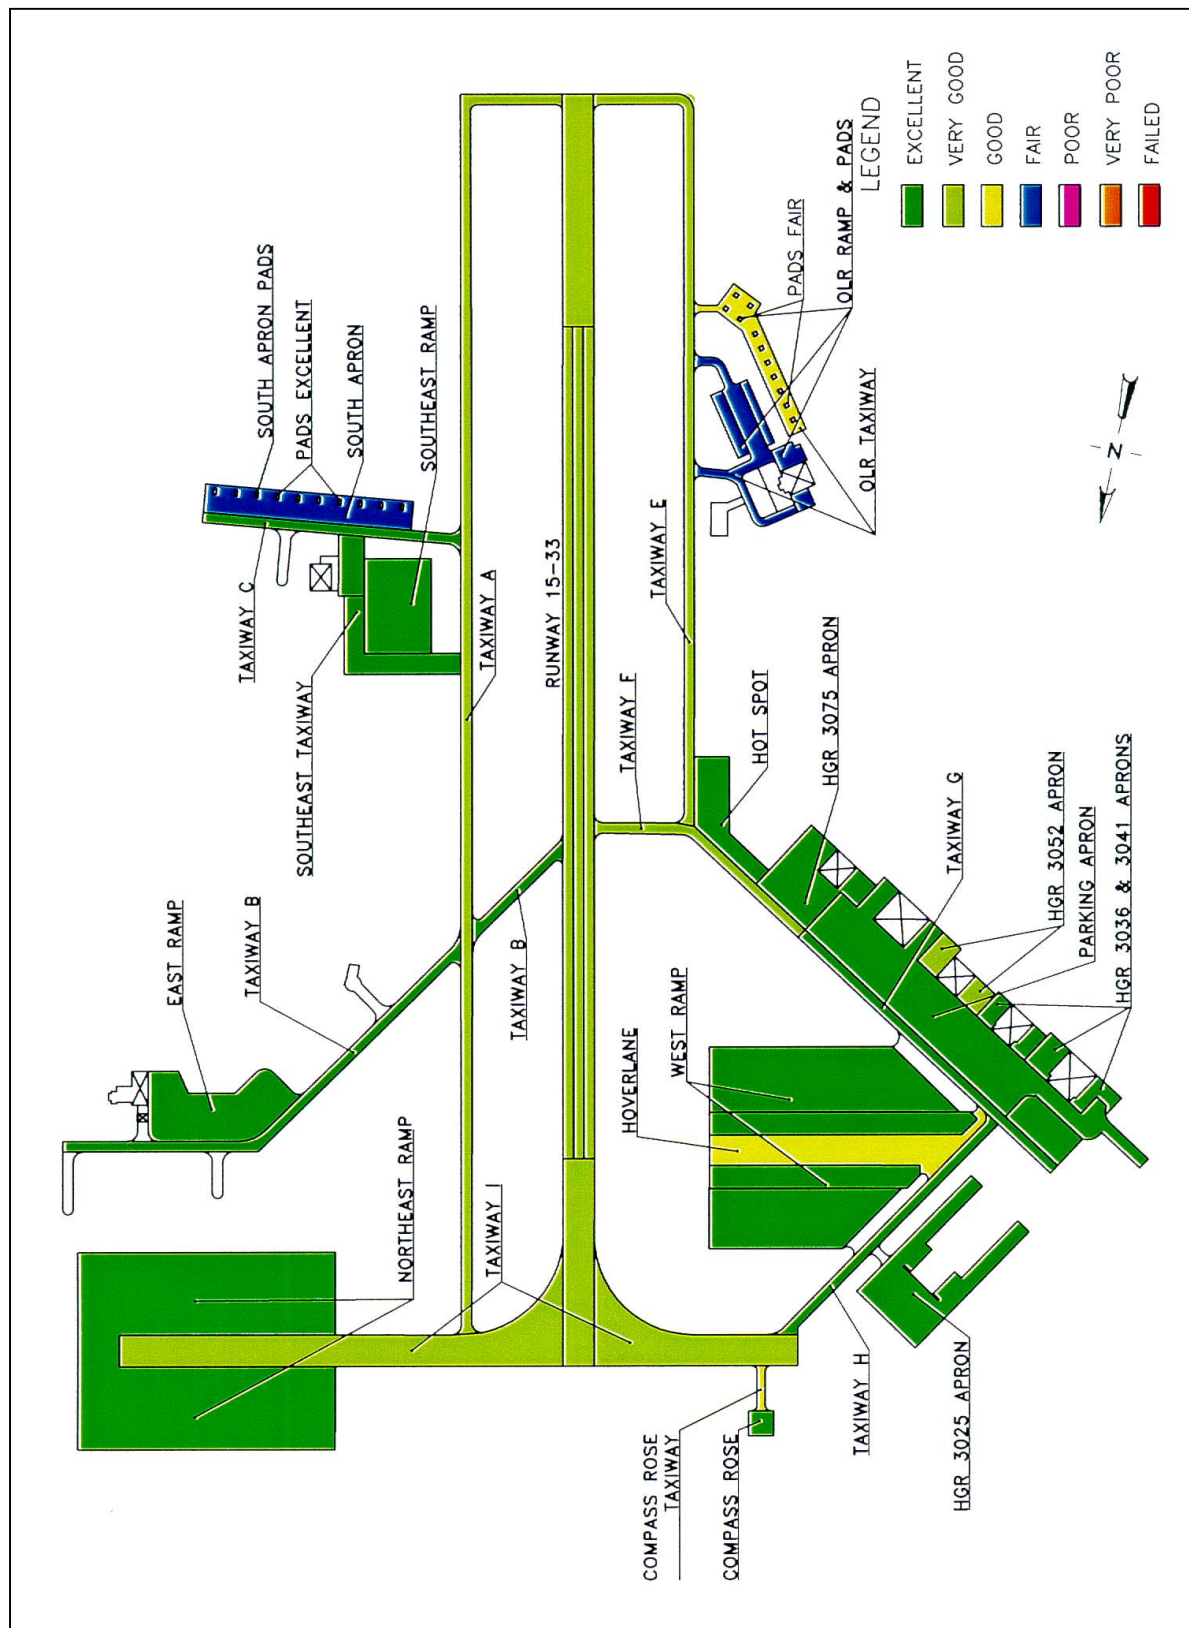 SOUTH APRON PADS
PADS EXCELLENT
SOUTH APRON
SOUTHEAST RAMP
TAXIWAY C
SOUTHEAST TAXIWAY
TAXIWAY A
RUNWAY 15-33
TAXIWAY E
TAXIWAY F
EAST RAMP
TAXIWAY B
TAXIWAY B
NORTHEAST RAMP
TAXIWAY I
HOVERLANE
WEST RAMP
HOT SPOT
HGR 3075 APRON
TAXIWAY G
HGR 3052 APRON
PARKING APRON
HGR 3036 & 3041 APRONS
TAXIWAY H
HGR 3025 APRON
COMPASS ROSE
TAXIWAY
COMPASS ROSE
PADS FAIR
OLR RAMP & PADS
OLR TAXIWAY
N
LEGEND
EXCELLENT
VERY GOOD
GOOD
FAIR
POOR
VERY POOR
FAILED